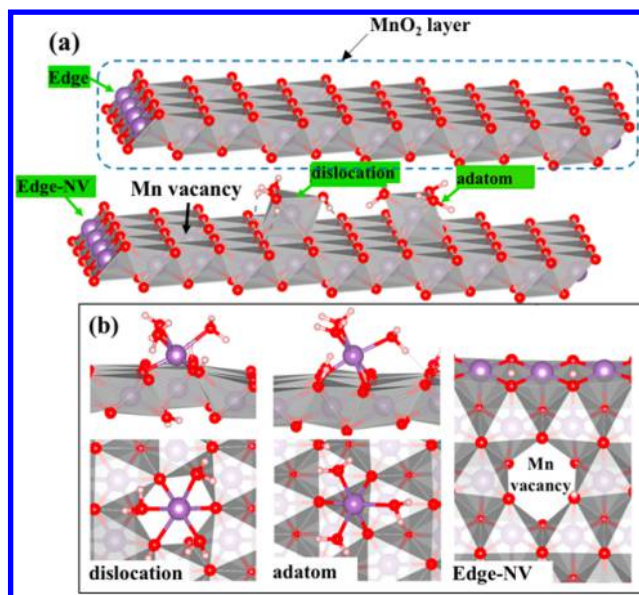 (a)
MnO2 layer
Edge
Edge-NV
Mn vacancy
dislocation
adatom
(b)
Mn
vacancy
dislocation
adatom
Edge-NV